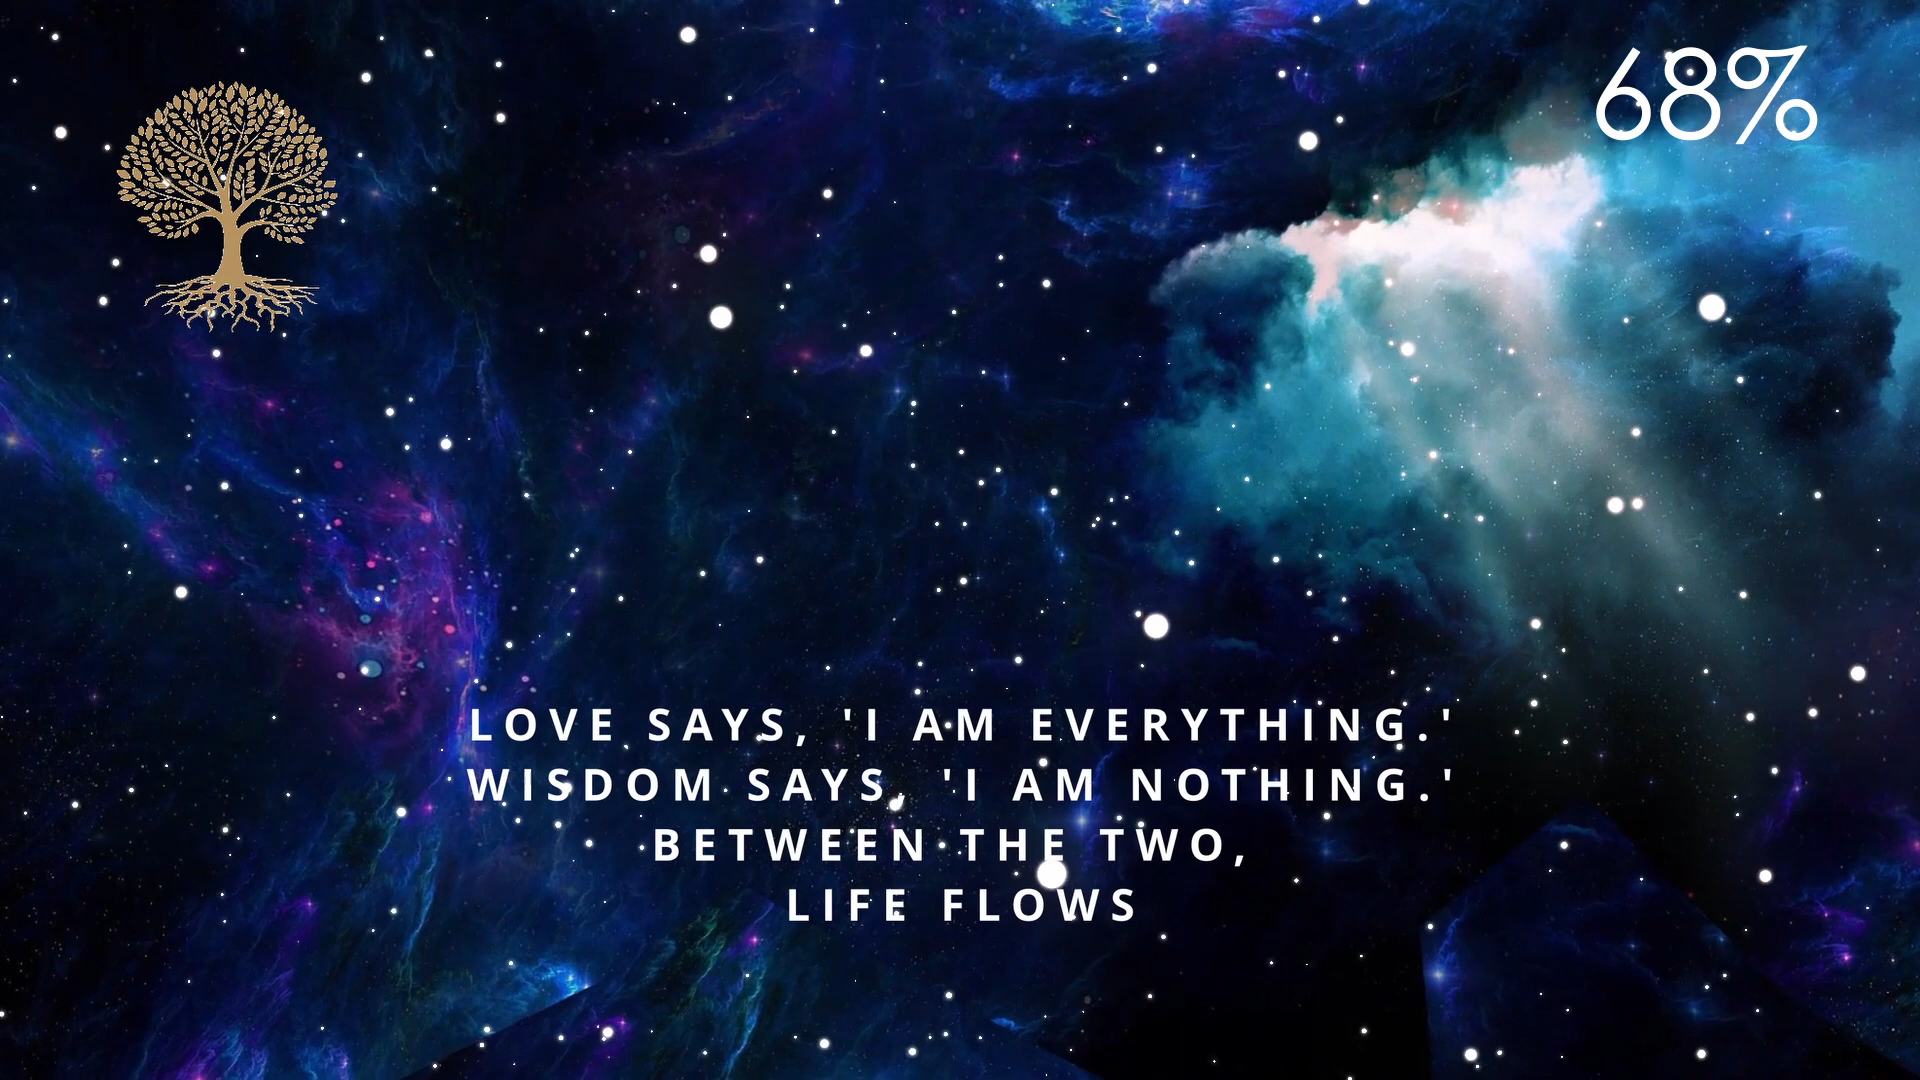 68%
LOVE SAYS, 'I AM EVERYTHING.'
WISDOM SAYS, 'I AM NOTHING.'
BETWEEN THE TWO,
LIFE FLOWS